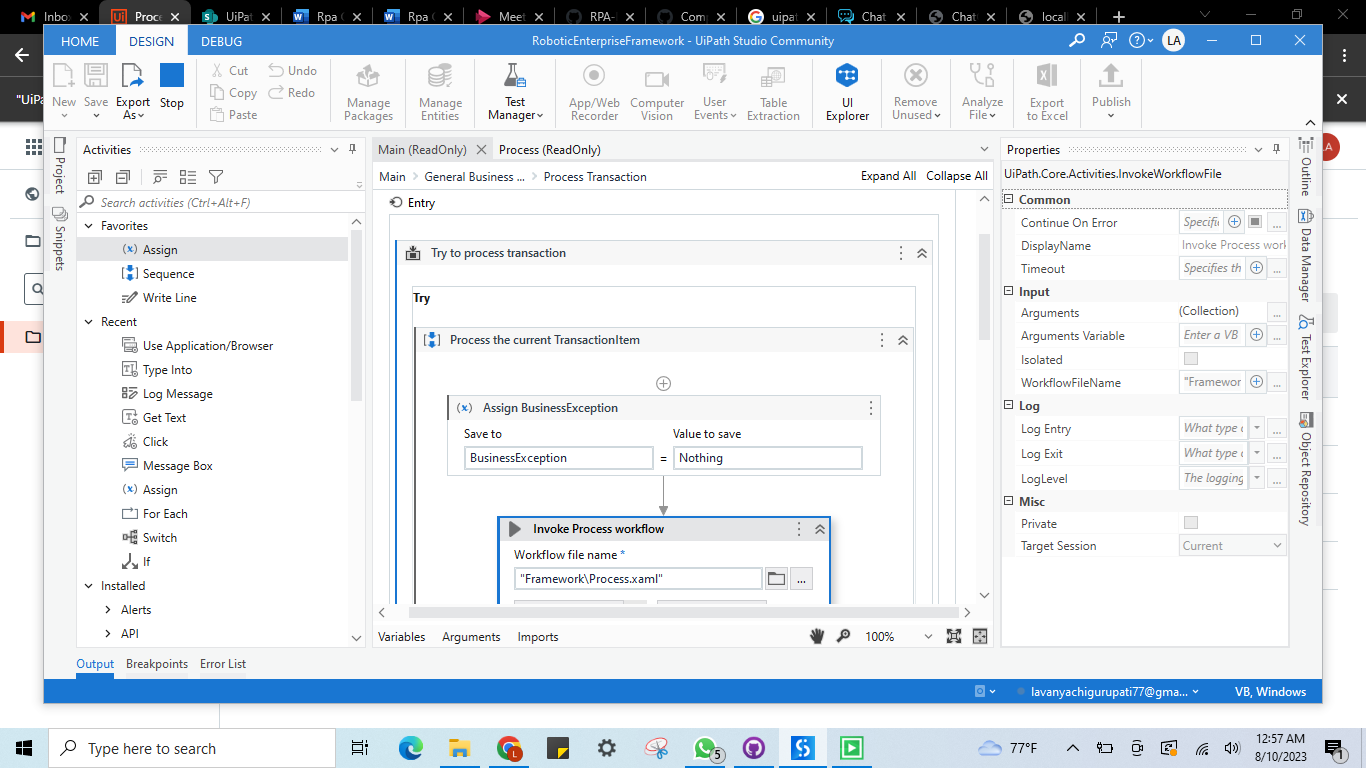 Inbo
Proce
UiPat
Rpa (
Rpa (
Meet
RPA-
Comp
uipat
Chat
Chat
locall
HOME
DESIGN
DEBUG
RoboticEnterpriseFramework - UiPath Studio Community
LA
New
Save
Export As
Stop
Cut
Copy
Paste
Undo
Redo
Manage Packages
Manage Entities
Test Manager
App/Web Recorder
Computer Vision
User Events
Table Extraction
UI Explorer
Remove Unused
Analyze File
Export to Excel
Publish
"UiPa
Project
Snippets
Activities
Search activities (Ctrl+Alt+F)
Favorites
Assign
Sequence
Write Line
Recent
Use Application/Browser
Type Into
Log Message
Get Text
Click
Message Box
Assign
For Each
Switch
If
Installed
Alerts
API
Main (ReadOnly)
Process (ReadOnly)
Main
General Business ...
Process Transaction
Expand All
Collapse All
Entry
Try to process transaction
Try
Process the current TransactionItem
Assign BusinessException
Save to
Value to save
BusinessException
=
Nothing
Invoke Process workflow
Workflow file name *
"Framework\Process.xaml"
...
Variables
Arguments
Imports
100%
Properties
UiPath.Core.Activities.InvokeWorkflowFile
Common
Continue On Error
Specifi
...
DisplayName
Invoke Process work
Timeout
Specifies th
...
Input
Arguments
(Collection)
...
Arguments Variable
Enter a VB
...
Isolated
WorkflowFileName
"Framewor
...
Log
Log Entry
What type o
...
Log Exit
What type o
...
LogLevel
The logging
...
Misc
Private
Target Session
Current
Outline
Data Manager
Test Explorer
Object Repository
LA
Output
Breakpoints
Error List
lavanyachigurupati77@gma...
VB, Windows
Type here to search
L
5
77°F
12:57 AM
8/10/2023
1